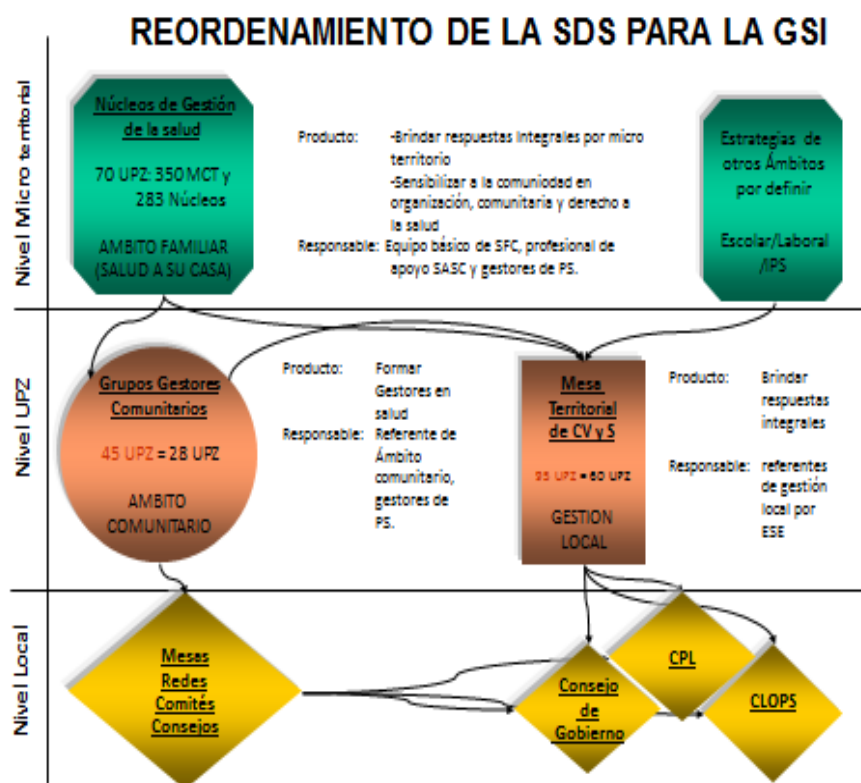 REORDENAMIENTO DE LA SDS PARA LA GSI
Nivel Micro territorial
Núcleos de Gestión
de la salud
70 UPZ: 350 MCT y
283 Núcleos
AMBITO FAMILIAR
(SALUD A SU CASA)
Producto: -Brindar respuestas integrales por micro
territorio
-Sensibilizar a la comuniodad en
organización, comunitaria y derecho a
la salud
Responsable: Equipo básico de SFC, profesional de
apoyo SASC y gestores de PS.
Estrategias de
otros Ámbitos
por definir
Escolar/Laboral
/IPS
Nivel UPZ
Grupos Gestores
Comunitarios
45 UPZ = 28 UPZ
AMBITO
COMUNITARIO
Producto: Formar
Gestores en
salud
Responsable: Referente de
Ámbito
comunitario,
gestores de
PS.
Mesa
Territorial
de CV y S
95 UPZ = 60 UPZ
GESTION
LOCAL
Producto: Brindar
respuestas
integrales
Responsable: referentes
de gestión
local por
ESE
Nivel Local
Mesas
Redes
Comités
Consejos
Consejo
de
Gobierno
CPL
CLOPS